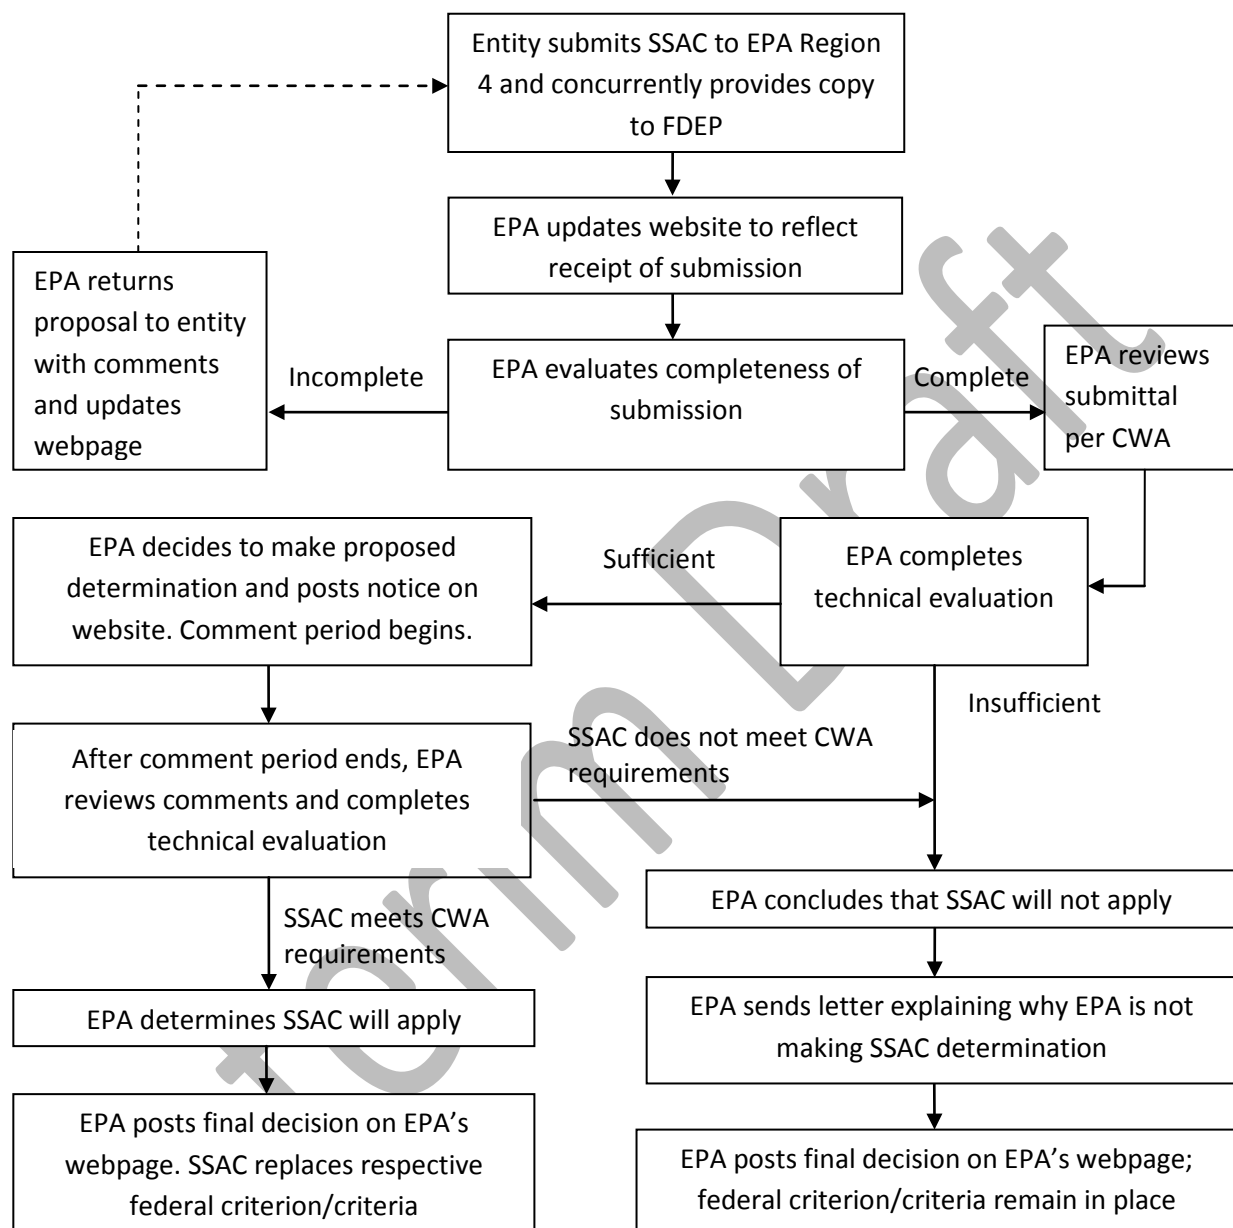 Entity submits SSAC to EPA Region
4 and concurrently provides copy
to FDEP
EPA updates website to reflect
receipt of submission
EPA returns
proposal to entity
with comments
and updates
webpage
Incomplete
EPA evaluates completeness of
submission
Complete
EPA reviews
submittal
per CWA
EPA decides to make proposed
determination and posts notice on
website. Comment period begins.
Sufficient
EPA completes
technical evaluation
Insufficient
After comment period ends, EPA
reviews comments and completes
technical evaluation
SSAC does not meet CWA
requirements
SSAC meets CWA
requirements
EPA concludes that SSAC will not apply
EPA determines SSAC will apply
EPA sends letter explaining why EPA is not
making SSAC determination
EPA posts final decision on EPA’s
webpage. SSAC replaces respective
federal criterion/criteria
EPA posts final decision on EPA’s webpage;
federal criterion/criteria remain in place
terim Draft